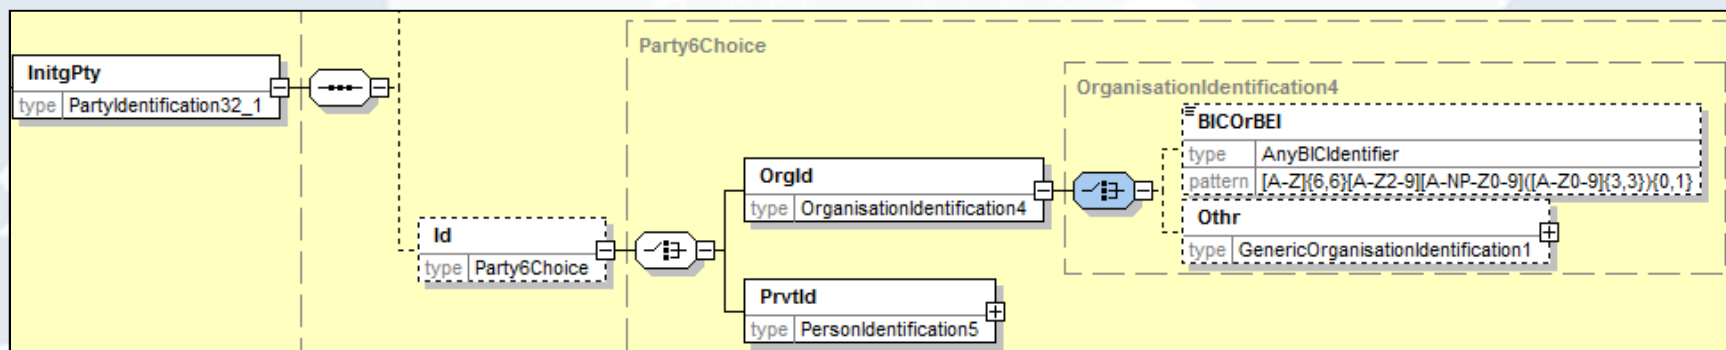 Party6Choice
InitgPty
type PartyIdentification32_1
OrganisationIdentification4
BICOrBEI
type AnyBICIdentifier
pattern [A-Z]{6,6}[A-Z2-9][A-NP-Z0-9]([A-Z0-9]{3,3}){0,1}
OrgId
type OrganisationIdentification4
Othr
type GenericOrganisationIdentification1
Id
type Party6Choice
PrvtId
type PersonIdentification5